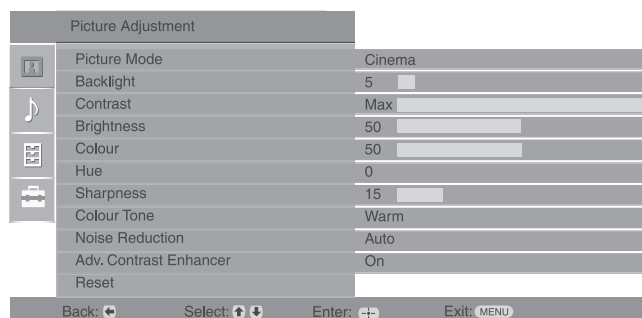 Picture Adjustment
Picture Mode Cinema
Backlight 5
Contrast Max
Brightness 50
Colour 50
Hue 0
Sharpness 15
Colour Tone Warm
Noise Reduction Auto
Adv. Contrast Enhancer On
Reset
Back: Select: Enter: Exit: MENU